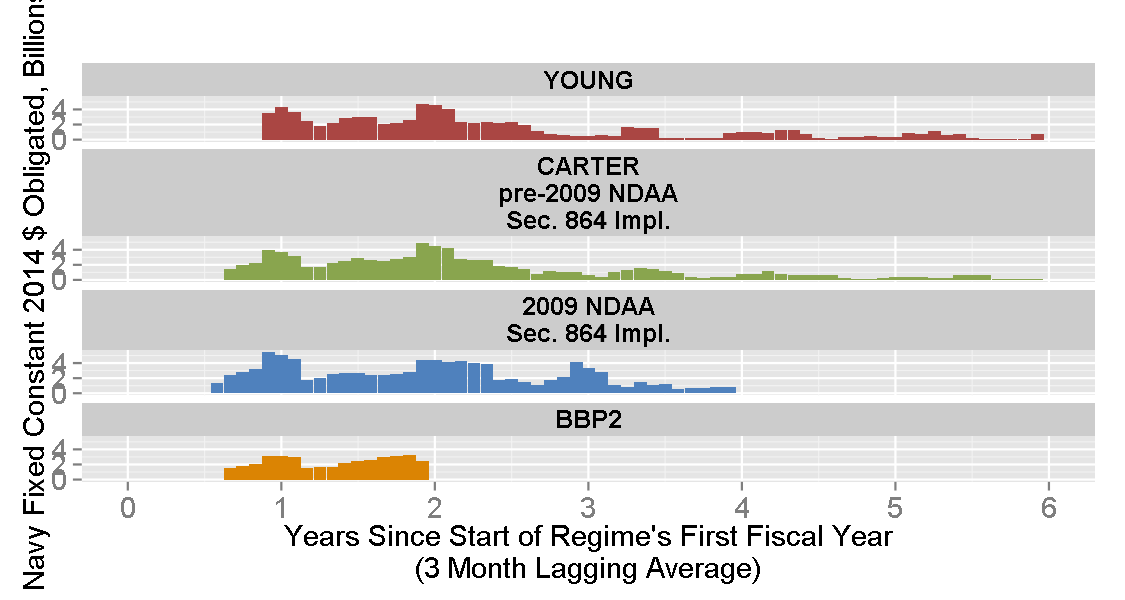 Navy Fixed Constant 2014 $ Obligated, Billions
YOUNG
4
2
0
CARTER
pre-2009 NDAA
Sec. 864 Impl.
4
2
0
2009 NDAA
Sec. 864 Impl.
4
2
0
BBP2
4
2
0
0 1 2 3 4 5 6
Years Since Start of Regime's First Fiscal Year
(3 Month Lagging Average)